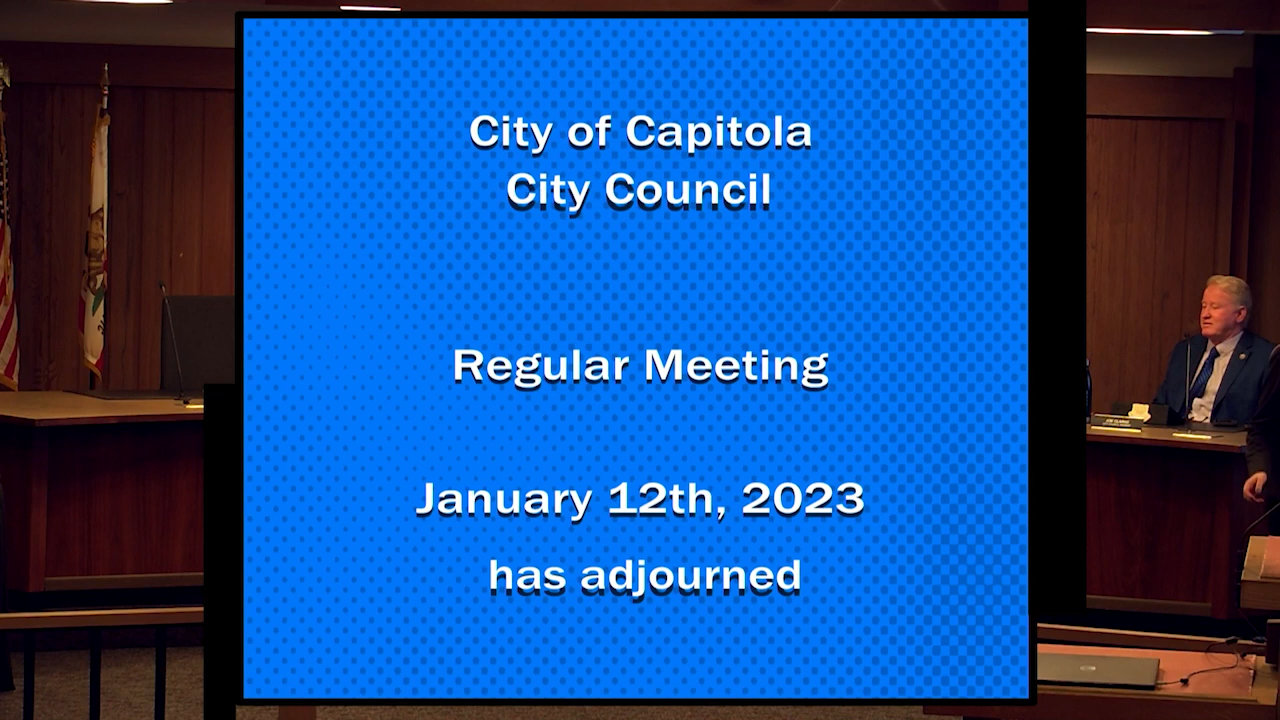 City of Capitola
City Council
Regular Meeting
January 12th, 2023
has adjourned